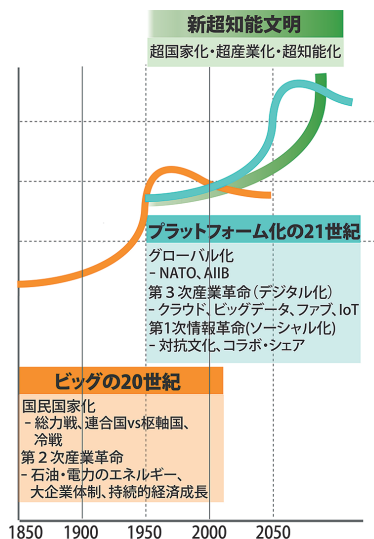 新超知能文明
超国家化・超産業化・超知能化
プラットフォーム化の21世紀
グローバル化
- NATO、AIIB
第３次産業革命（デジタル化）
- クラウド、ビッグデータ、ファブ、IoT
第1次情報革命(ソーシャル化)
- 対抗文化、コラボ・シェア
ビッグの20世紀
国民国家化
- 総力戦、連合国vs枢軸国、
冷戦
第２次産業革命
- 石油・電力のエネルギー、
大企業体制、持続的経済成長
1850 1900 1950 2000 2050